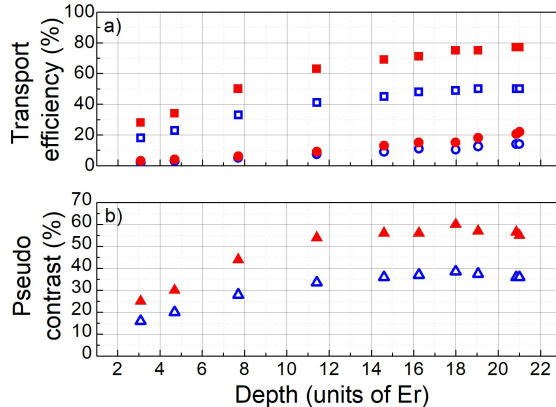 a)
Transport
efficiency (%)
100
80
60
40
20
0
b)
Pseudo
contrast (%)
70
60
50
40
30
20
10
0
2 4 6 8 10 12 14 16 18 20 22
Depth (units of Er)